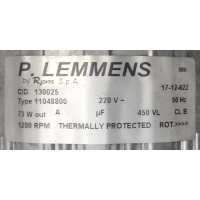 P. LEMMENS
by Rpm S.p.A. 000
CID. 130025 17-12-622
Type 11048800 220 V ~ 50 Hz
73 W out A µF 450 VL CL B
1200 RPM THERMALLY PROTECTED ROT.>>>>